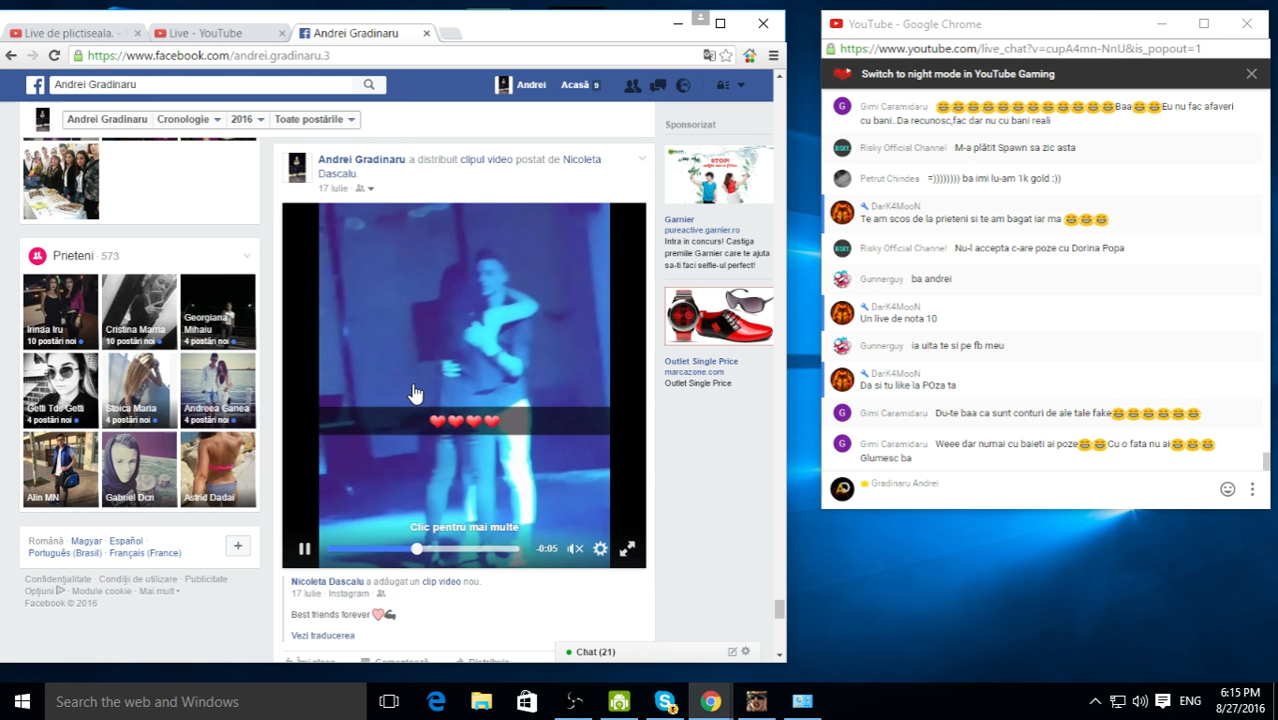 Live de plictiseala.
Live - YouTube
Andrei Gradinaru
https://www.facebook.com/andrei.gradinaru.3
Andrei Gradinaru
Andrei
Acasă 9
Andrei Gradinaru
Cronologie
2016
Toate postările
Prieteni · 573
Irinaa Iru
10 postări noi
Cristina Marria
10 postări noi
Georgiana
Mihaiu
Getti Tds Getti
4 postări noi
Stoica Maria
4 postări noi
Andreea Ganea
4 postări noi
Alin MN
Gabriel Dcn
Astrid Dadai
Română · Magyar · Español ·
Português (Brasil) · Français (France)
+
Confidențialitate · Condiții de utilizare · Publicitate ·
Opțiuni · Module cookie · Mai mult
Facebook © 2016
Andrei Gradinaru a distribuit clipul video postat de Nicoleta
Dascalu.
17 Iulie ·
Clic pentru mai multe
-0:05
Nicoleta Dascalu a adăugat un clip video nou.
17 Iulie · Instagram ·
Best friends forever
Vezi traducerea
Îmi place
Comentează
Distribuie
Chat (21)
Sponsorizat
STOP!
Garnier
pureactive.garnier.ro
Intra in concurs! Castiga
premiile Garnier care te ajuta
sa-ti faci selfie-ul perfect!
Outlet Single Price
marcazone.com
Outlet Single Price
YouTube - Google Chrome
https://www.youtube.com/live_chat?v=cupA4mn-NnU&is_popout=1
Switch to night mode in YouTube Gaming
G
Gimi Caramidaru 😂😂😂😂😂😂😂😂😂😂😂😂Baa😂😂Eu nu fac afaveri
cu bani..Da recunosc,fac dar nu cu bani reali
RISKY
Risky Official Channel M-a plătit Spawn sa zic asta
Petrut Chindea =)))))))) ba imi lu-am 1k gold :))
DarK4MooN
Te am scos de la prieteni si te am bagat iar ma 😂😂😂
RISKY
Risky Official Channel Nu-l accepta c-are poze cu Dorina Popa
Gunnerguy ba andrei
DarK4MooN
Un live de nota 10
Gunnerguy ia uita te si pe fb meu
DarK4MooN
Da si tu like la POza ta
G
Gimi Caramidaru Du-te baa ca sunt conturi de ale tale fake😂😂😂😂😂😂
G
Gimi Caramidaru Weee dar numai cu baieti ai poze😂😂Cu o fata nu ai😂😂😂
Glumesc ba
Gradinaru Andrei
Search the web and Windows
ENG
6:15 PM
8/27/2016